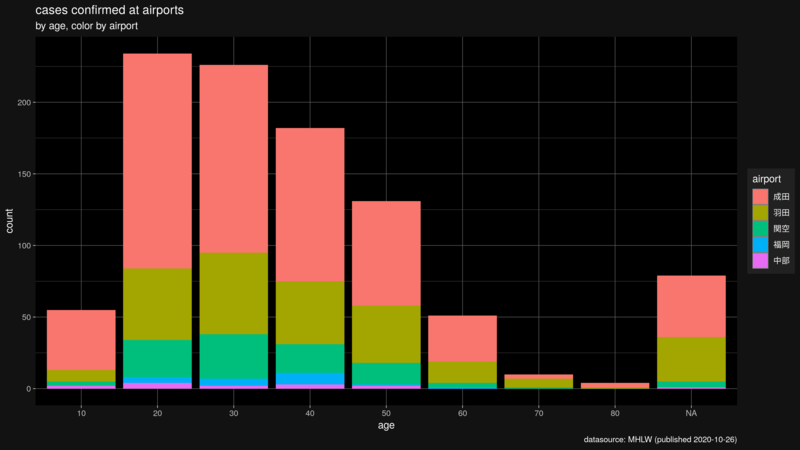 cases confirmed at airports
by age, color by airport
count
200
150
100
50
0
10 20 30 40 50 60 70 80 NA
age
airport
成田
羽田
関空
福岡
中部
datasource: MHLW (published 2020-10-26)